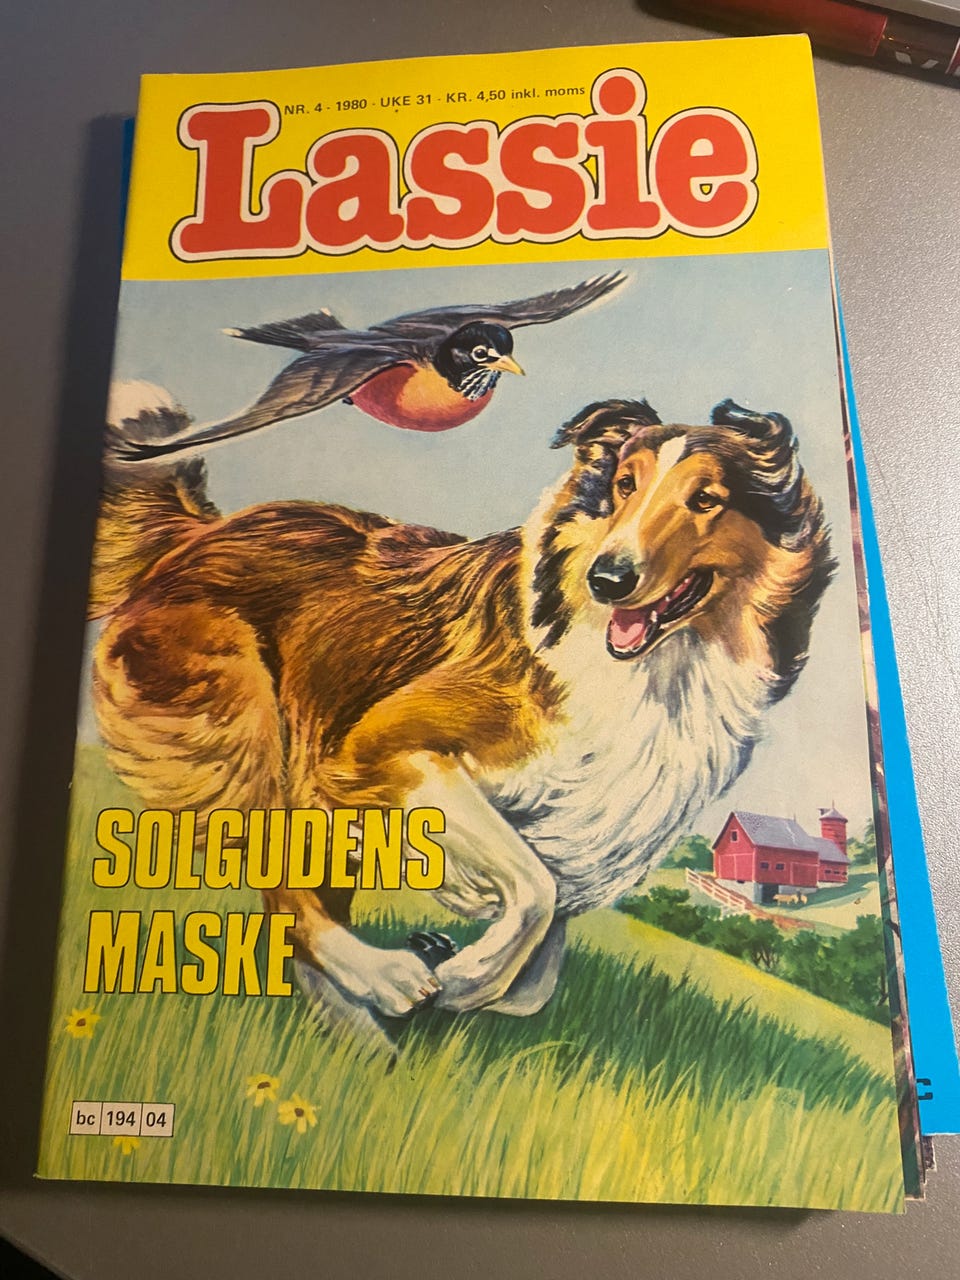 NR. 4 - 1980 - UKE 31 - KR. 4,50 inkl. moms
Lassie
SOLGUDENS
MASKE
bc 194 04